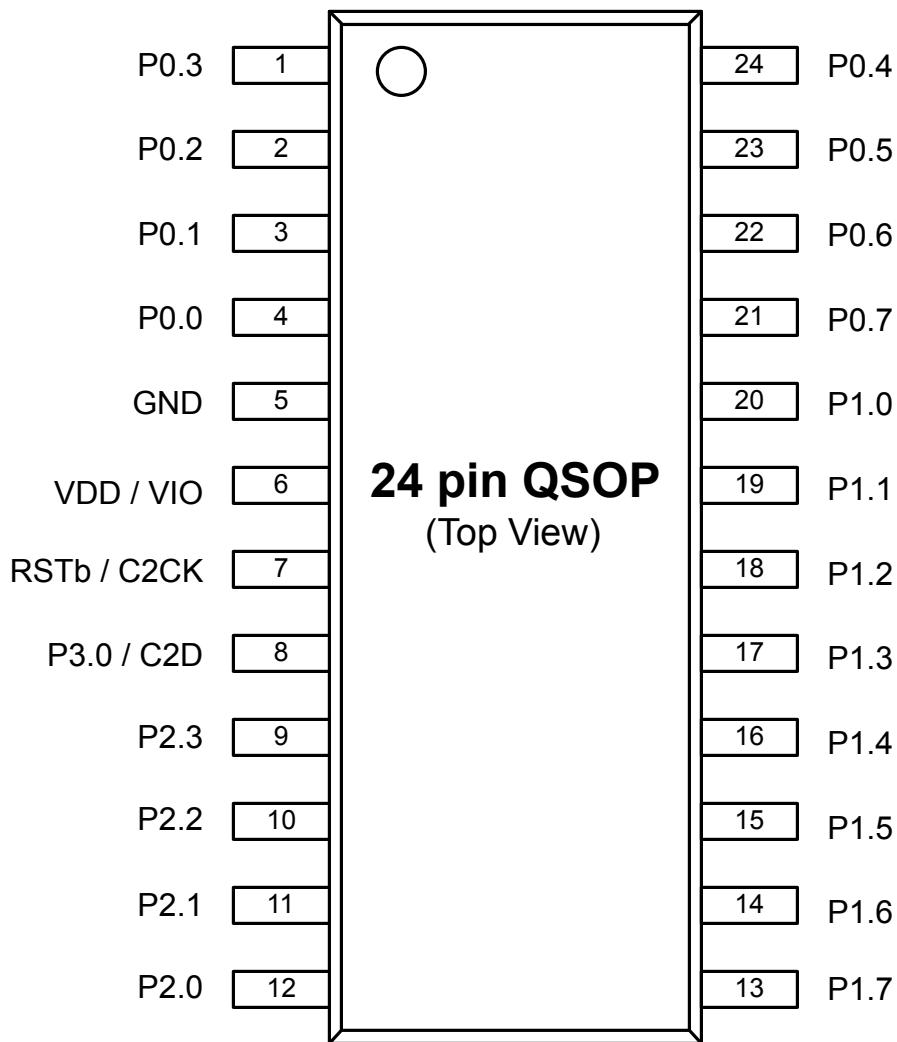 P0.3 1 24 P0.4
P0.2 2 23 P0.5
P0.1 3 22 P0.6
P0.0 4 21 P0.7
GND 5 20 P1.0
VDD / VIO 6 24 pin QSOP 19 P1.1
(Top View)
RSTb / C2CK 7 18 P1.2
P3.0 / C2D 8 17 P1.3
P2.3 9 16 P1.4
P2.2 10 15 P1.5
P2.1 11 14 P1.6
P2.0 12 13 P1.7